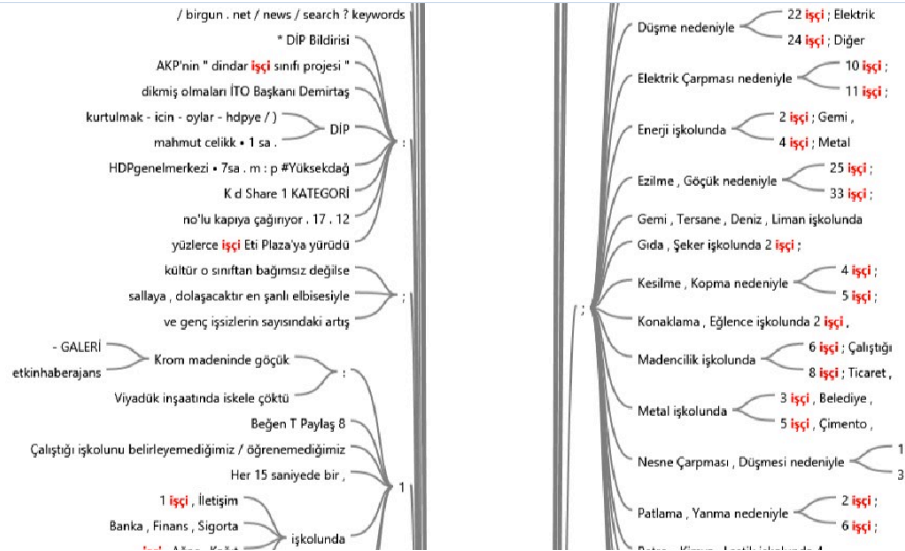 / birgun . net / news / search ? keywords
* DİP Bildirisi
AKP'nin " dindar işçi sınıfı projesi "
dikmiş olmaları İTO Başkanı Demirtaş
kurtulmak - icin - oylar - hdpye / )
DİP
mahmut celikk • 1 sa .
:
HDPgenelmerkezi • 7sa . m : p #Yüksekdağ
K d Share 1 KATEGORİ
no'lu kapıya çağırıyor . 17 . 12
yüzlerce işçi Eti Plaza'ya yürüdü
kültür o sınıftan bağımsız değilse
sallaya , dolaşacaktır en şanlı elbisesiyle
;
ve genç işsizlerin sayısındaki artış
- GALERİ
Krom madeninde göçük
etkinhaberajans
:
Viyadük inşaatında iskele çöktü
Beğen T Paylaş 8
Çalıştığı işkolunu belirleyemediğimiz / öğrenemediğimiz
Her 15 saniyede bir ,
1
1 işçi , İletişim
Banka , Finans , Sigorta
işkolunda
Düşme nedeniyle
22 işçi ; Elektrik
24 işçi ; Diğer
Elektrik Çarpması nedeniyle
10 işçi ;
11 işçi ;
Enerji işkolunda
2 işçi ; Gemi ,
4 işçi ; Metal
Ezilme , Göçük nedeniyle
25 işçi ;
33 işçi ;
Gemi , Tersane , Deniz , Liman işkolunda
Gıda , Şeker işkolunda 2 işçi ;
Kesilme , Kopma nedeniyle
4 işçi ;
5 işçi ;
;
Konaklama , Eğlence işkolunda 2 işçi ,
Madencilik işkolunda
6 işçi ; Çalıştığı
8 işçi ; Ticaret ,
Metal işkolunda
3 işçi , Belediye ,
5 işçi , Çimento ,
Nesne Çarpması , Düşmesi nedeniyle
1
3
Patlama , Yanma nedeniyle
2 işçi ;
6 işçi ;